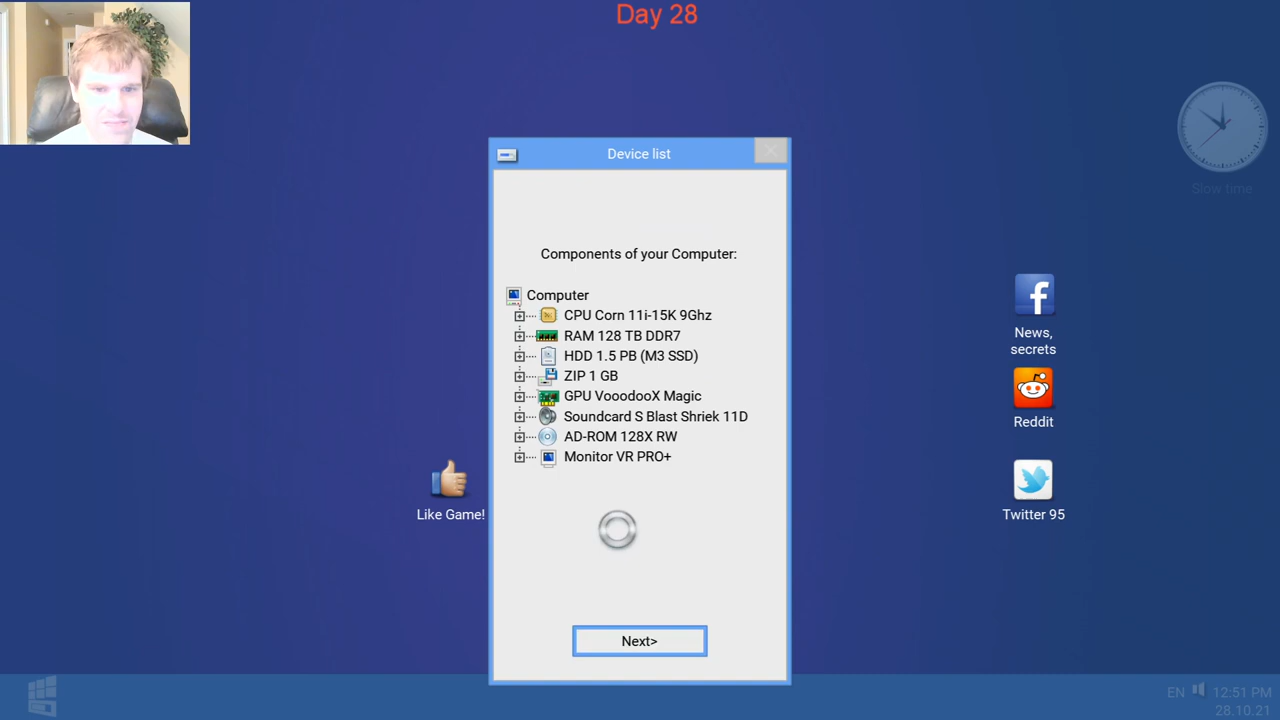 Day 28
Device list
Slow time
Components of your Computer:
Computer
CPU Corn 11i-15K 9Ghz
RAM 128 TB DDR7
HDD 1.5 PB (M3 SSD)
ZIP 1 GB
GPU VooodooX Magic
Soundcard S Blast Shriek 11D
AD-ROM 128X RW
Monitor VR PRO+
News,
secrets
Reddit
Like Game!
Twitter 95
Next>
EN 12:51 PM
28.10.21